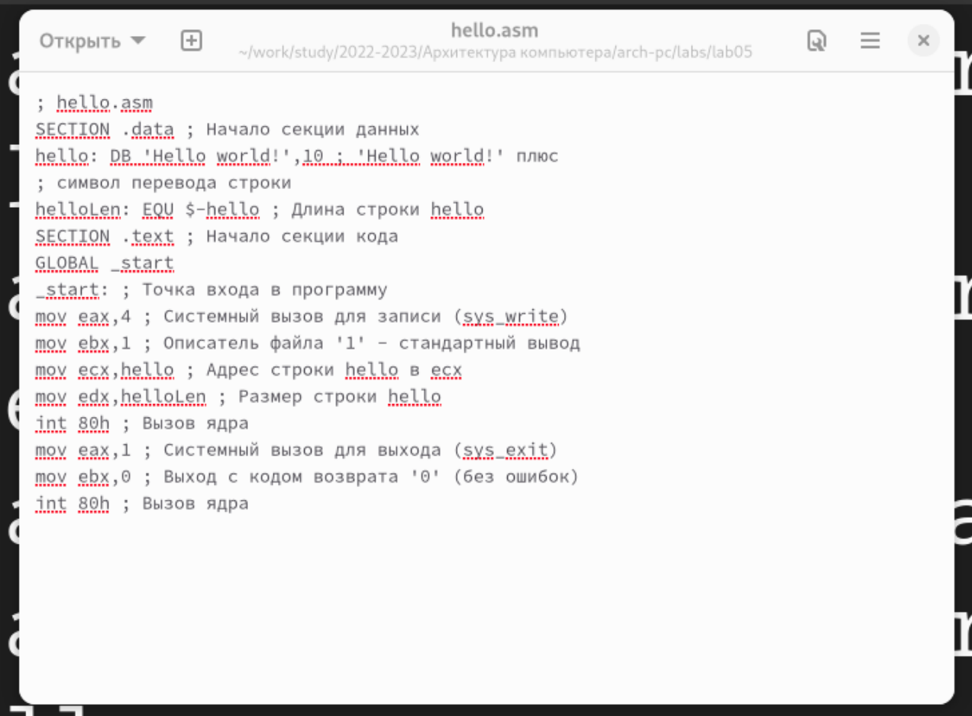 Открыть
hello.asm
~/work/study/2022-2023/Архитектура компьютера/arch-pc/labs/lab05
; hello.asm
SECTION .data ; Начало секции данных
hello: DB 'Hello world!',10 ; 'Hello world!' плюс
; символ перевода строки
helloLen: EQU $-hello ; Длина строки hello
SECTION .text ; Начало секции кода
GLOBAL _start
_start: ; Точка входа в программу
mov eax,4 ; Системный вызов для записи (sys_write)
mov ebx,1 ; Описатель файла '1' - стандартный вывод
mov ecx,hello ; Адрес строки hello в ecx
mov edx,helloLen ; Размер строки hello
int 80h ; Вызов ядра
mov eax,1 ; Системный вызов для выхода (sys_exit)
mov ebx,0 ; Выход с кодом возврата '0' (без ошибок)
int 80h ; Вызов ядра